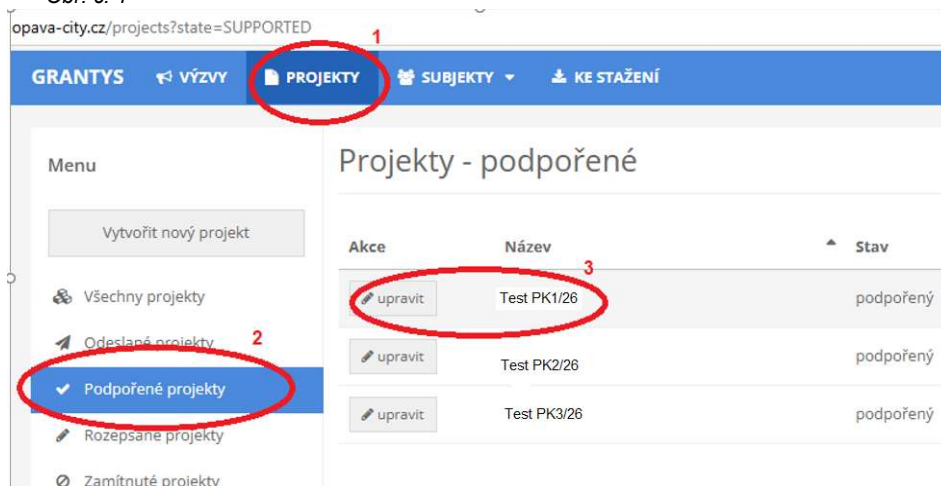 Obr. č. 1
opava-city.cz/projects?state=SUPPORTED
1
GRANTYS VÝZVY PROJEKTY SUBJEKTY KE STAŽENÍ
Menu
Projekty - podpořené
Vytvořit nový projekt
Akce Název Stav
3
Všechny projekty
upravit Test PK1/26 podpořený
Odeslané projekty
2
upravit Test PK2/26 podpořený
Podpořené projekty
upravit Test PK3/26 podpořený
Rozepsané projekty
Zamítnuté projekty